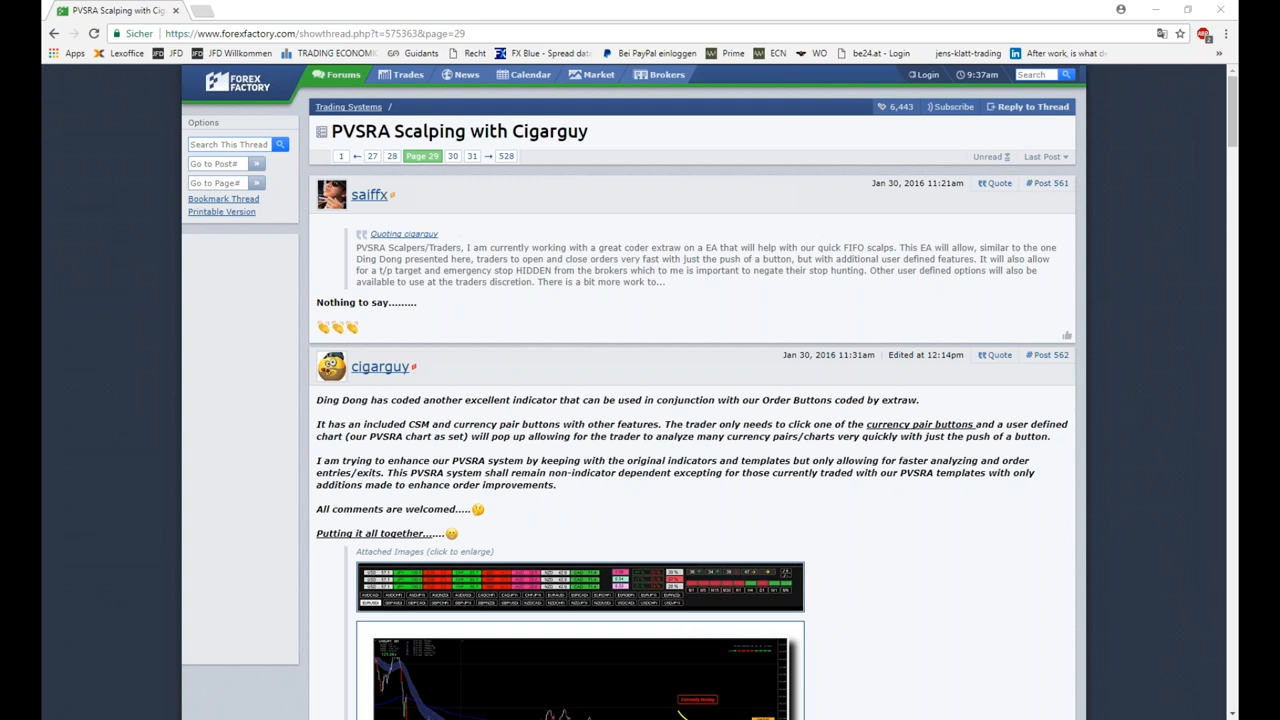 PVSRA Scalping with Cigarguy
Sicher
https://www.forexfactory.com/showthread.php?t=575363&page=29
Apps
Lexoffice
JFD
JFD Willkommen
TRADING ECONOMI
Guidants
Recht
FX Blue - Spread data
Bei PayPal einloggen
Prime
ECN
WO
be24.at - Login
jens-klatt-trading
After work, is what d
»
FOREX
FACTORY
Forums
Trades
News
Calendar
Market
Brokers
Login
9:37am
Search
Options
Search This Thread
Go to Post# »
Go to Page# »
Bookmark Thread
Printable Version
Trading Systems /
6,443
Subscribe
Reply to Thread
PVSRA Scalping with Cigarguy
1 ← 27 28 Page 29 30 31 → 528
Unread
Last Post
saiffx
Jan 30, 2016 11:21am
Quote
# Post 561
Quoting cigarguy
PVSRA Scalpers/Traders, I am currently working with a great coder extraw on a EA that will help with our quick FIFO scalps. This EA will allow, similar to the one
Ding Dong presented here, traders to open and close orders very fast with just the push of a button, but with additional user defined features. It will also allow
for a t/p target and emergency stop HIDDEN from the brokers which to me is important to negate their stop hunting. Other user defined options will also be
available to use at the traders discretion. There is a bit more work to...
Nothing to say.........
cigarguy
Jan 30, 2016 11:31am
Edited at 12:14pm
Quote
# Post 562
Ding Dong has coded another excellent indicator that can be used in conjunction with our Order Buttons coded by extraw.
It has an included CSM and currency pair buttons with other features. The trader only needs to click one of the currency pair buttons and a user defined
chart (our PVSRA chart as set) will pop up allowing for the trader to analyze many currency pairs/charts very quickly with just the push of a button.
I am trying to enhance our PVSRA system by keeping with the original indicators and templates but only allowing for faster analyzing and order
entries/exits. This PVSRA system shall remain non-indicator dependent excepting for those currently traded with our PVSRA templates with only
additions made to enhance order improvements.
All comments are welcomed.....
Putting it all together.......
Attached Images (click to enlarge)